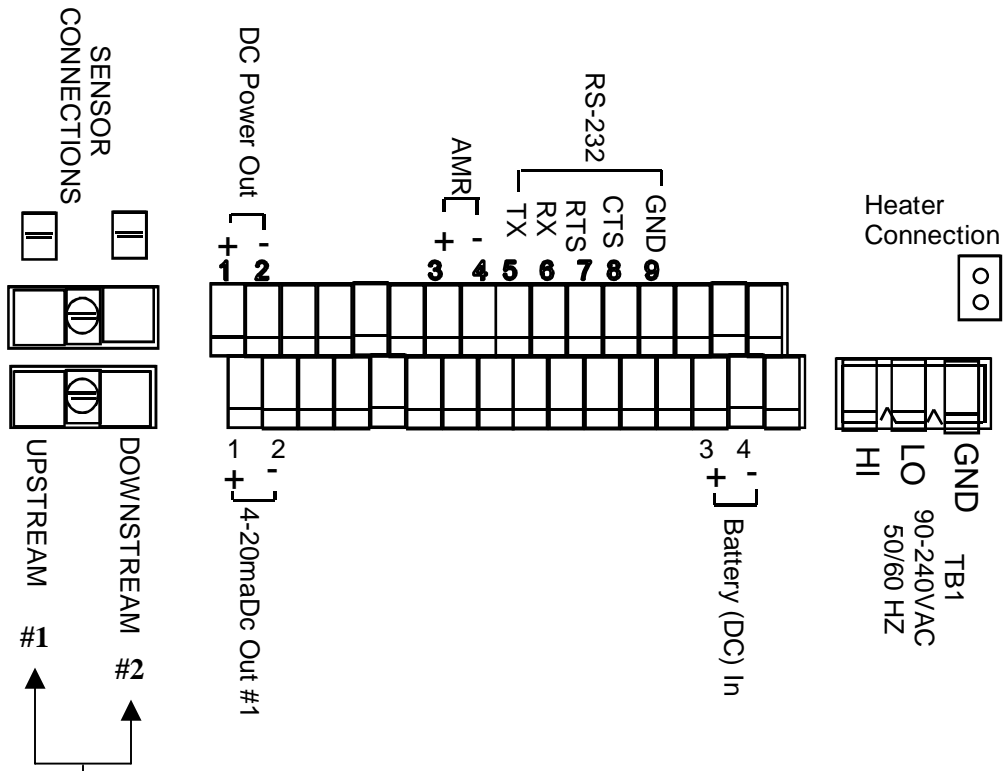 SENSOR
CONNECTIONS
DC Power Out
+ -
1 2
AMR
+ -
3 4
RS-232
TX RX RTS CTS GND
5 6 7 8 9
Heater
Connection
1 2
+ -
4-20maDc Out #1
3 4
+ -
Battery (DC) In
HI LO GND
TB1
90-240VAC
50/60 HZ
UPSTREAM #1
DOWNSTREAM #2